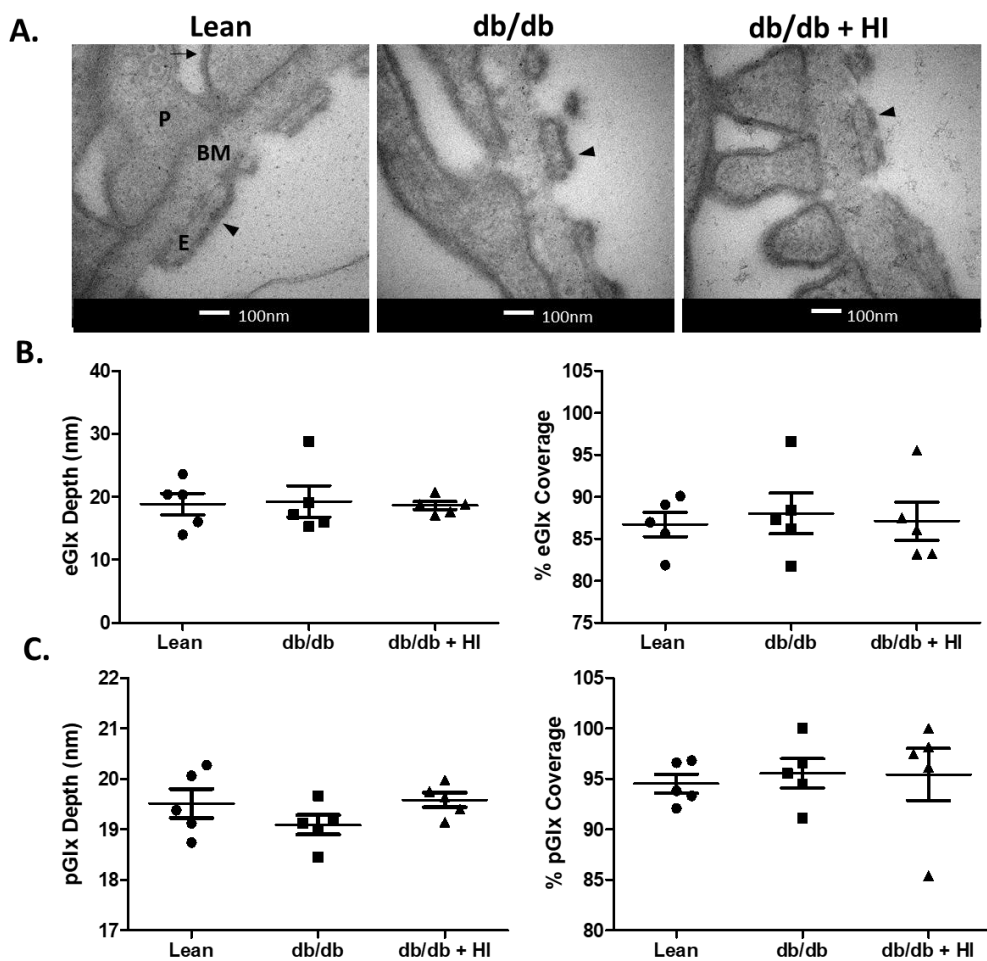 A.
Lean
db/db
db/db + HI
P
BM
E
100nm
100nm
100nm
B.
eGlx Depth (nm)
40
30
20
10
0
Lean
db/db
db/db + HI
% eGlx Coverage
105
100
95
90
85
80
75
Lean
db/db
db/db + HI
C.
pGlx Depth (nm)
22
21
20
19
18
17
Lean
db/db
db/db + HI
% pGlx Coverage
105
100
95
90
85
80
Lean
db/db
db/db + HI